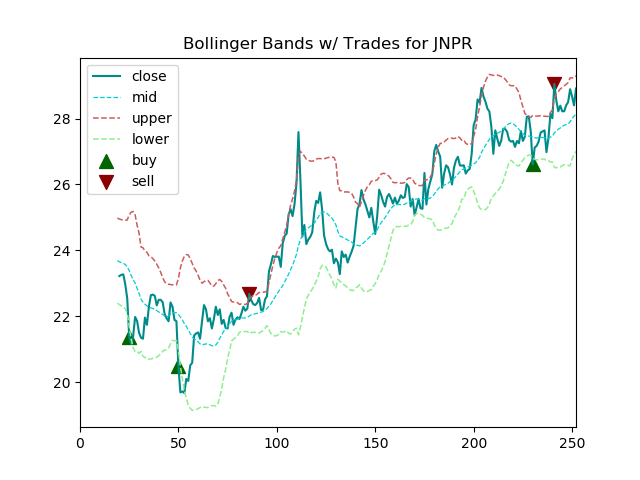 Bollinger Bands w/ Trades for JNPR
close
mid
upper
lower
buy
sell
28
26
24
22
20
0 50 100 150 200 250